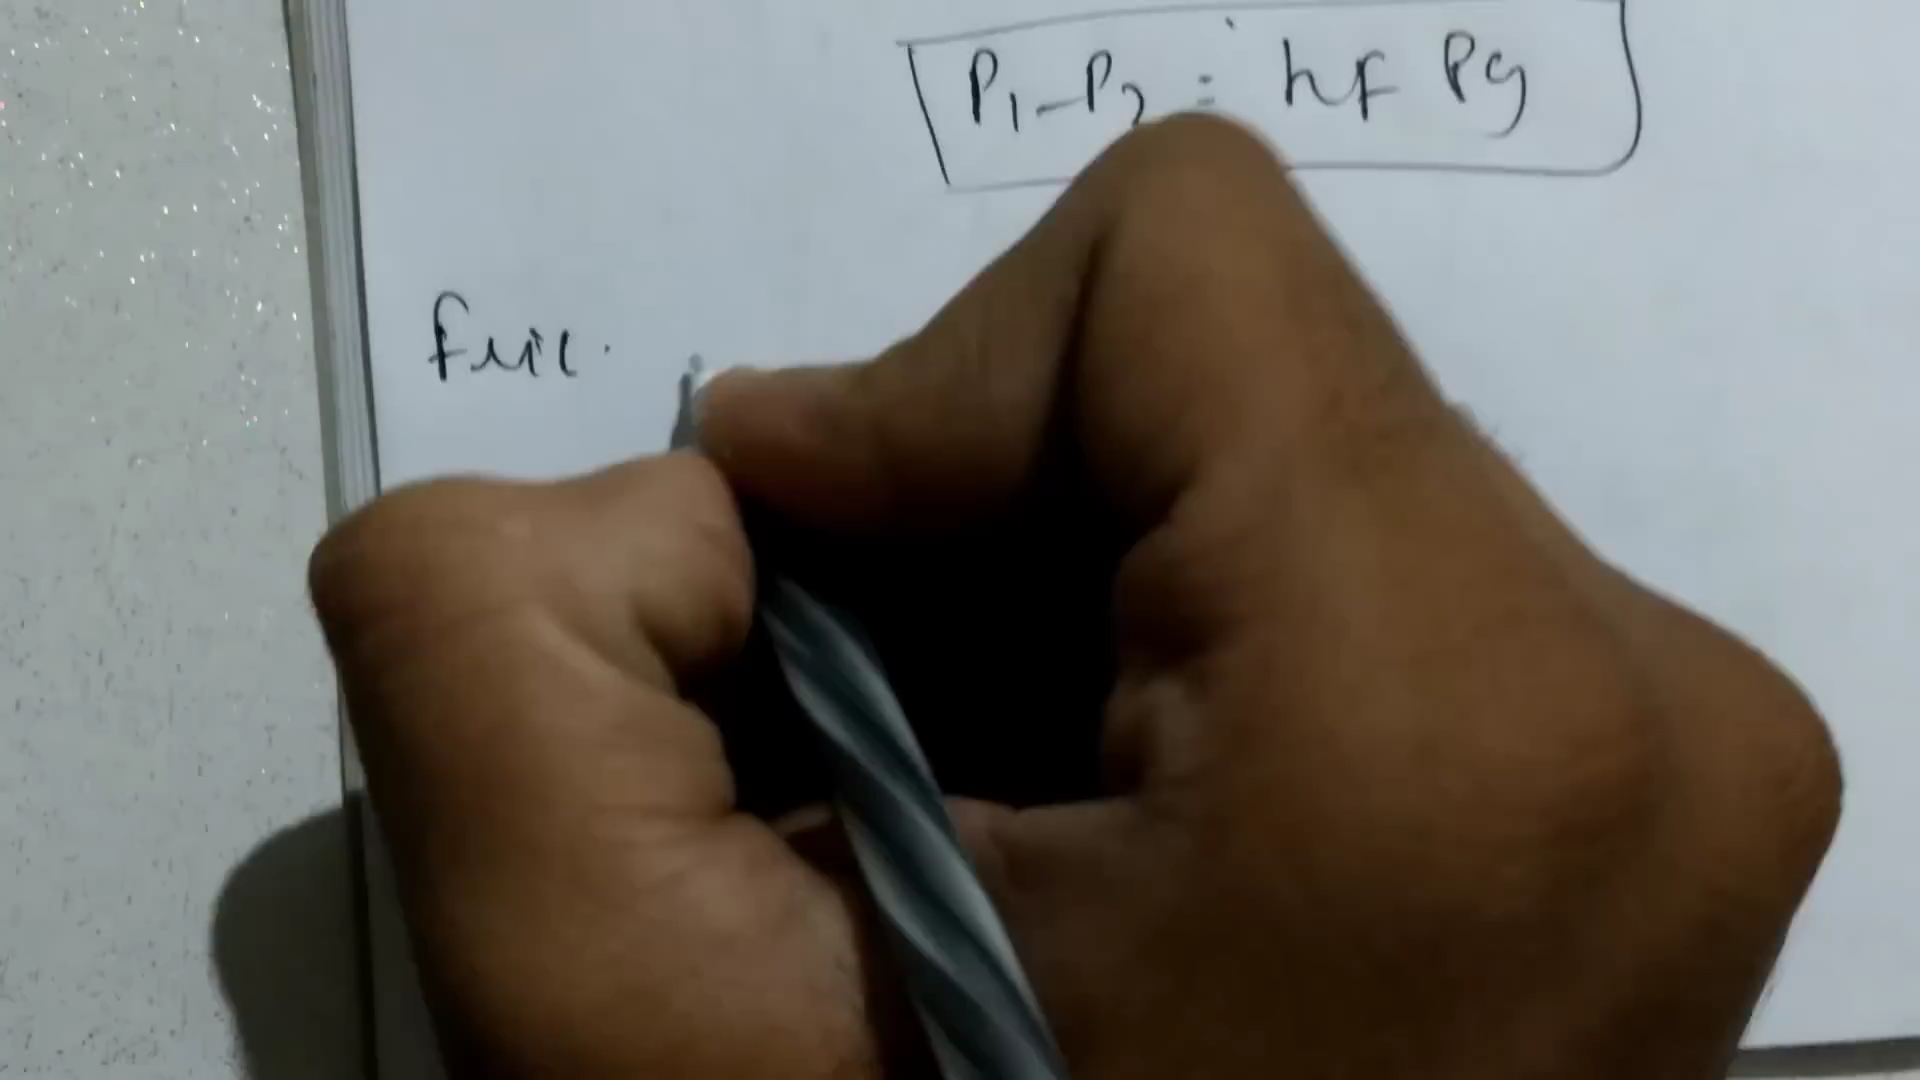 P₁-P₂ = hf ρg
fric.